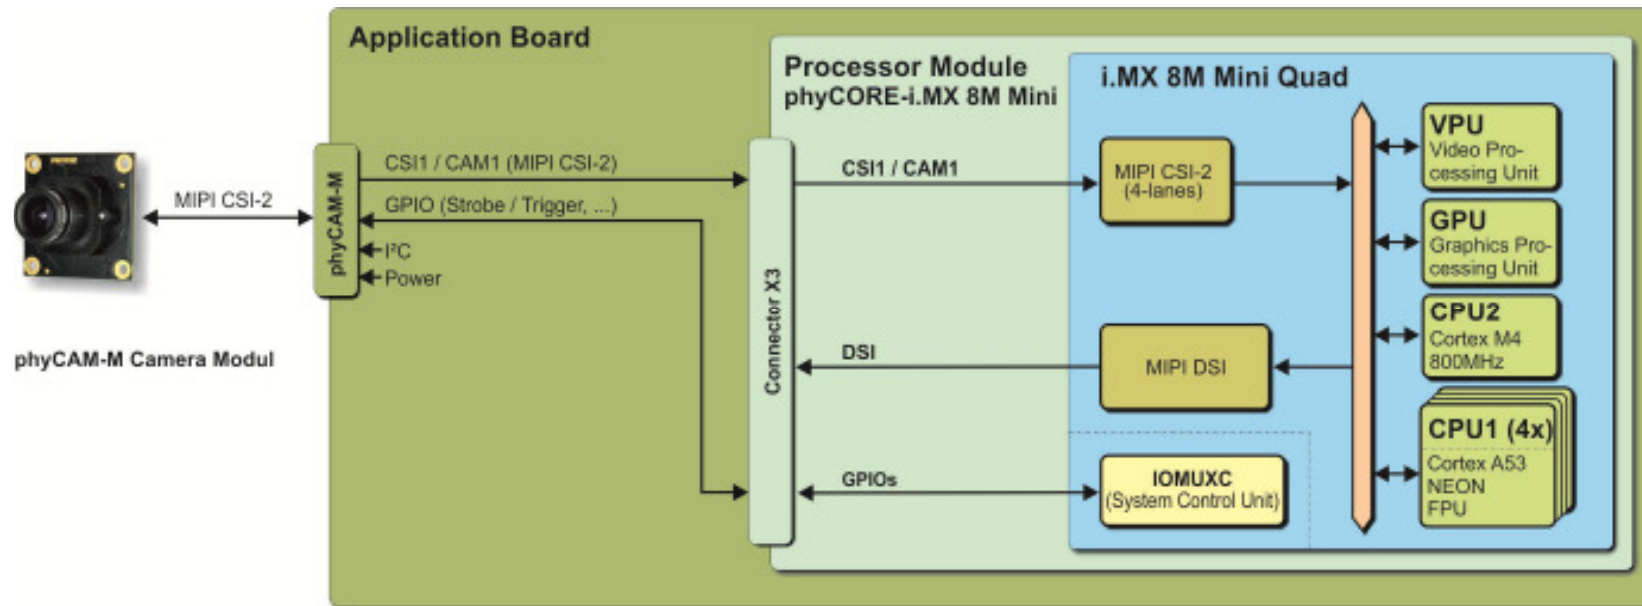 Application Board
Processor Module
phyCORE-i.MX 8M Mini
i.MX 8M Mini Quad
MIPI CSI-2
phyCAM-M
CSI1 / CAM1 (MIPI CSI-2)
GPIO (Strobe / Trigger, ...)
I²C
Power
phyCAM-M Camera Modul
Connector X3
CSI1 / CAM1
DSI
GPIOs
MIPI CSI-2
(4-lanes)
MIPI DSI
IOMUXC
(System Control Unit)
VPU
Video Pro-
cessing Unit
GPU
Graphics Pro-
cessing Unit
CPU2
Cortex M4
800MHz
CPU1 (4x)
Cortex A53
NEON
FPU